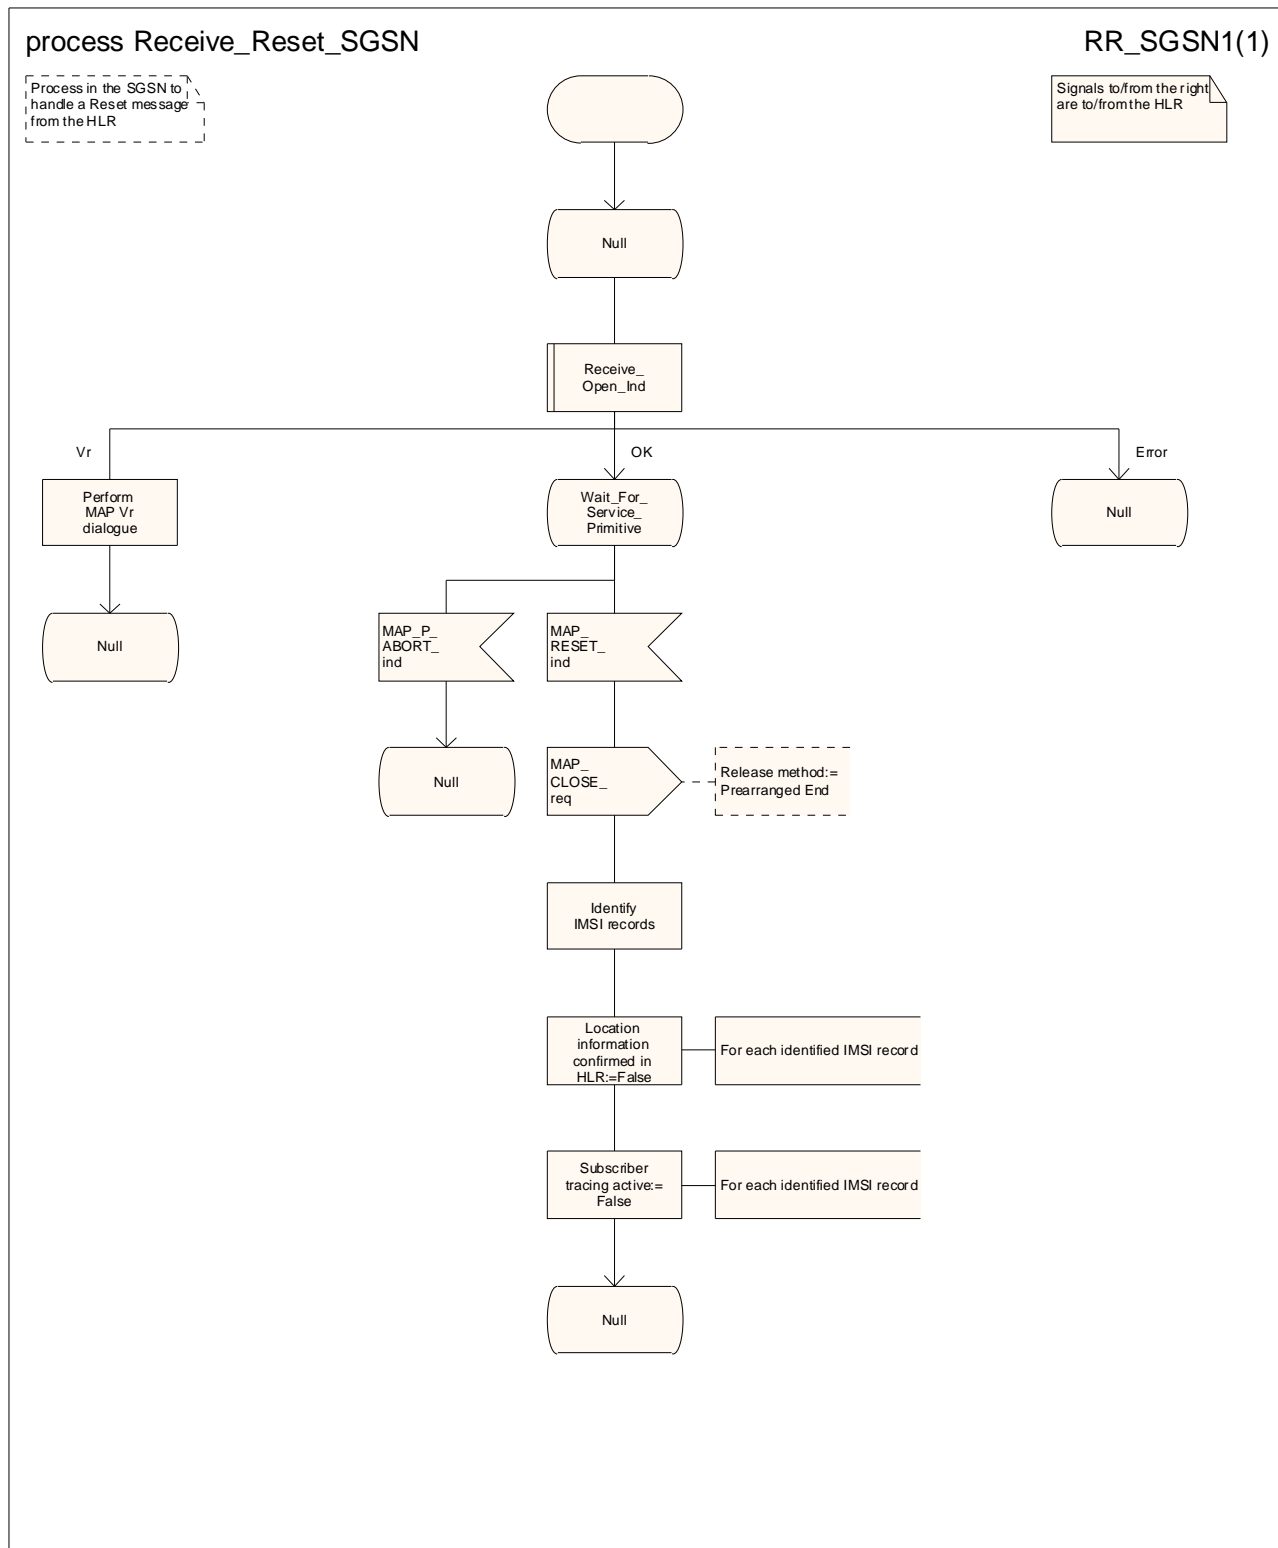 process Receive_Reset_SGSN
RR_SGSN1(1)
Process in the SGSN to
handle a Reset message
from the HLR
Signals to/from the right
are to/from the HLR
Null
Receive_
Open_Ind
Vr
OK
Error
Perform
MAP Vr
dialogue
Wait_For_
Service_
Primitive
Null
Null
MAP_P_
ABORT_
ind
MAP_
RESET_
ind
Null
MAP_
CLOSE_
req
Release method:=
Prearranged End
Identify
IMSI records
Location
information
confirmed in
HLR:=False
For each identified IMSI record
Subscriber
tracing active:=
False
For each identified IMSI record
Null